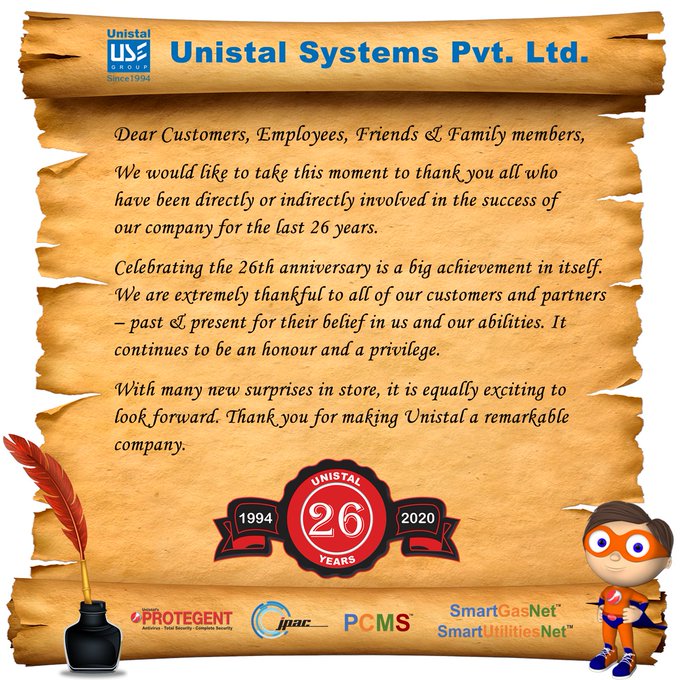 Unistal
USE
GROUP
Since1994
Unistal Systems Pvt. Ltd.
Dear Customers, Employees, Friends & Family members,
We would like to take this moment to thank you all who
have been directly or indirectly involved in the success of
our company for the last 26 years.
Celebrating the 26th anniversary is a big achievement in itself.
We are extremely thankful to all of our customers and partners
– past & present for their belief in us and our abilities. It
continues to be an honour and a privilege.
With many new surprises in store, it is equally exciting to
look forward. Thank you for making Unistal a remarkable
company.
UNISTAL
1994 26 2020
YEARS
Unistal's
PROTEGENT
Antivirus - Total Security - Complete Security
jpac
PCMS™
SmartGasNet™
SmartUtilitiesNet™